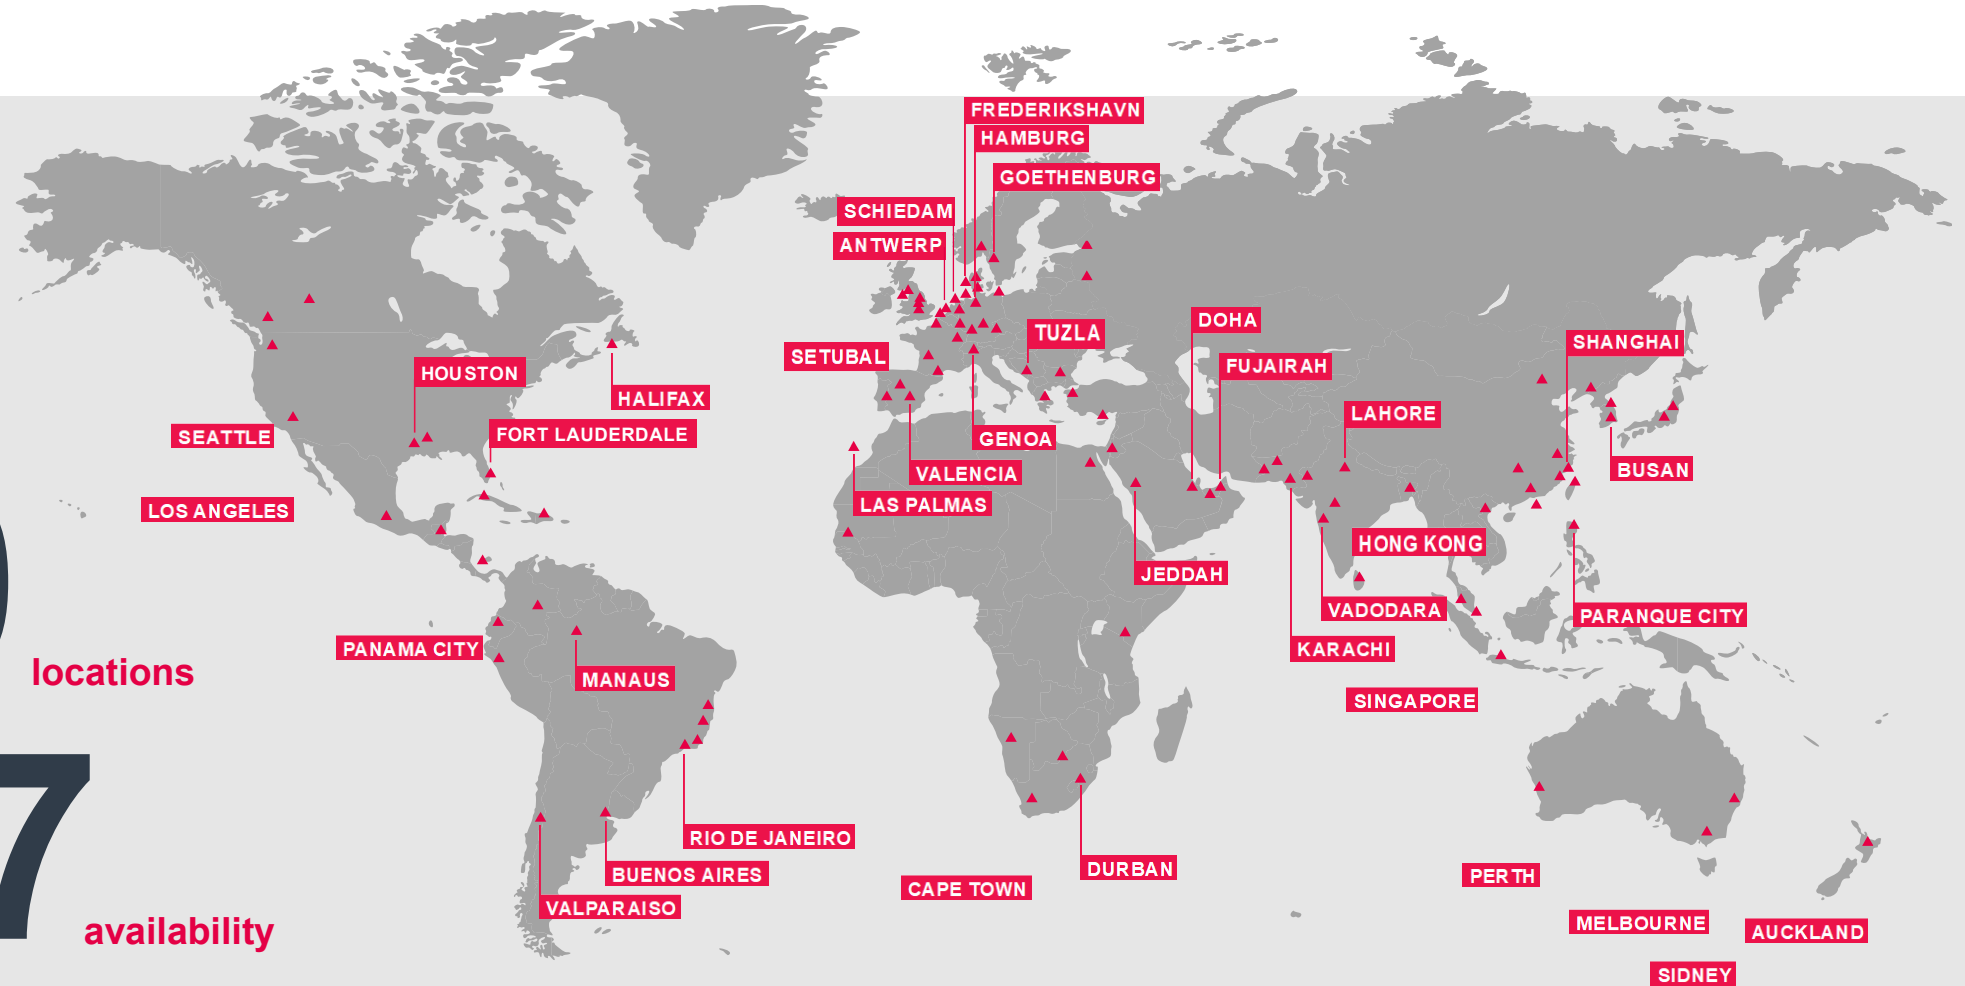 FREDERIKSHAVN
HAMBURG
GOETHENBURG
SCHIEDAM
ANTWERP
DOHA
TUZLA
SHANGHAI
SETUBAL
FUJAIRAH
HOUSTON
HALIFAX
LAHORE
SEATTLE
FORT LAUDERDALE
GENOA
BUSAN
VALENCIA
LAS PALMAS
LOS ANGELES
HONG KONG
JEDDAH
VADODARA
PARANQUE CITY
PANAMA CITY
KARACHI
locations
MANAUS
SINGAPORE
7
RIO DE JANEIRO
DURBAN
BUENOS AIRES
PERTH
CAPE TOWN
VALPARAISO
MELBOURNE
availability
AUCKLAND
SIDNEY